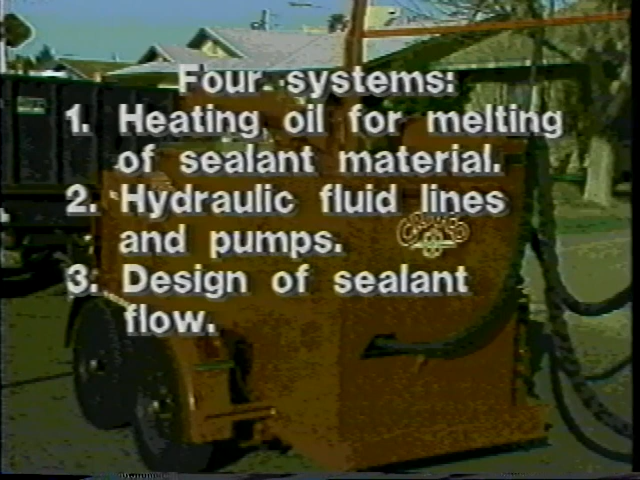 Four systems:
1. Heating oil for melting
of sealant material.
2. Hydraulic fluid lines
and pumps.
3. Design of sealant
flow.